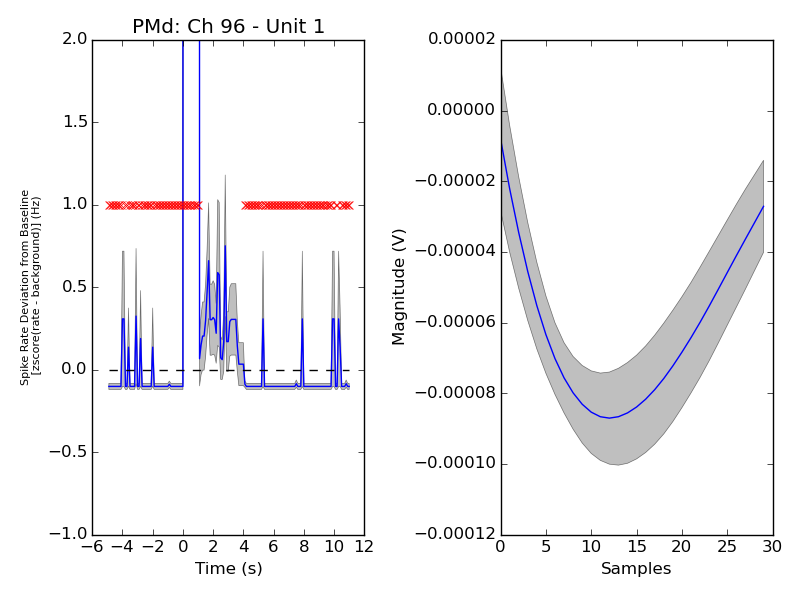 PMd: Ch 96 - Unit 1
2.0
1.5
1.0
0.5
0.0
−0.5
−1.0
−6 −4 −2 0 2 4 6 8 10 12
Time (s)
Spike Rate Deviation from Baseline
[zscore(rate - background)] (Hz)
0.00002
0.00000
−0.00002
−0.00004
−0.00006
−0.00008
−0.00010
−0.00012
0 5 10 15 20 25 30
Samples
Magnitude (V)